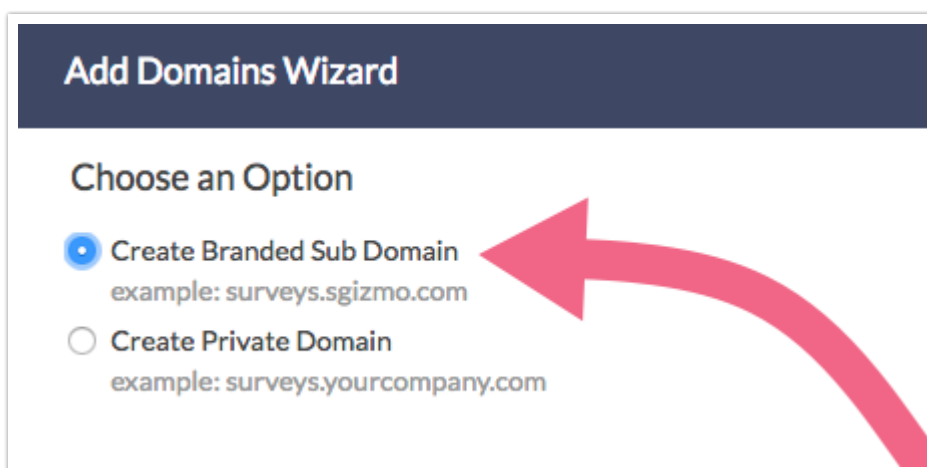 Add Domains Wizard
Choose an Option
Create Branded Sub Domain
example: surveys.sgizmo.com
Create Private Domain
example: surveys.yourcompany.com